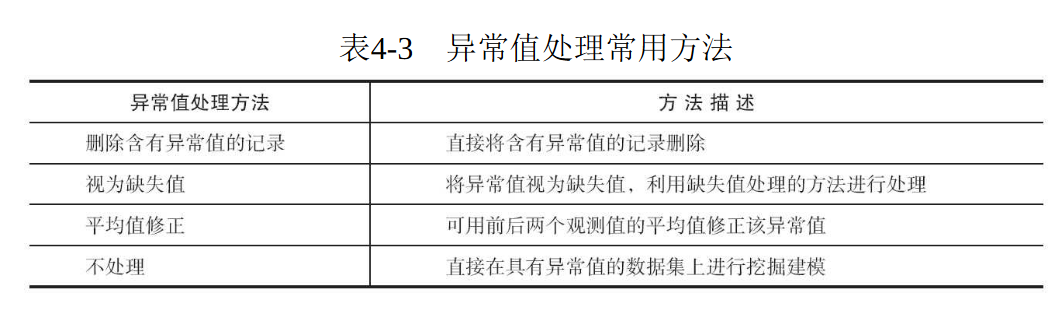 表4-3 异常值处理常用方法
异常值处理方法 方法描述
删除含有异常值的记录 直接将含有异常值的记录删除
视为缺失值 将异常值视为缺失值，利用缺失值处理的方法进行处理
平均值修正 可用前后两个观测值的平均值修正该异常值
不处理 直接在具有异常值的数据集上进行挖掘建模